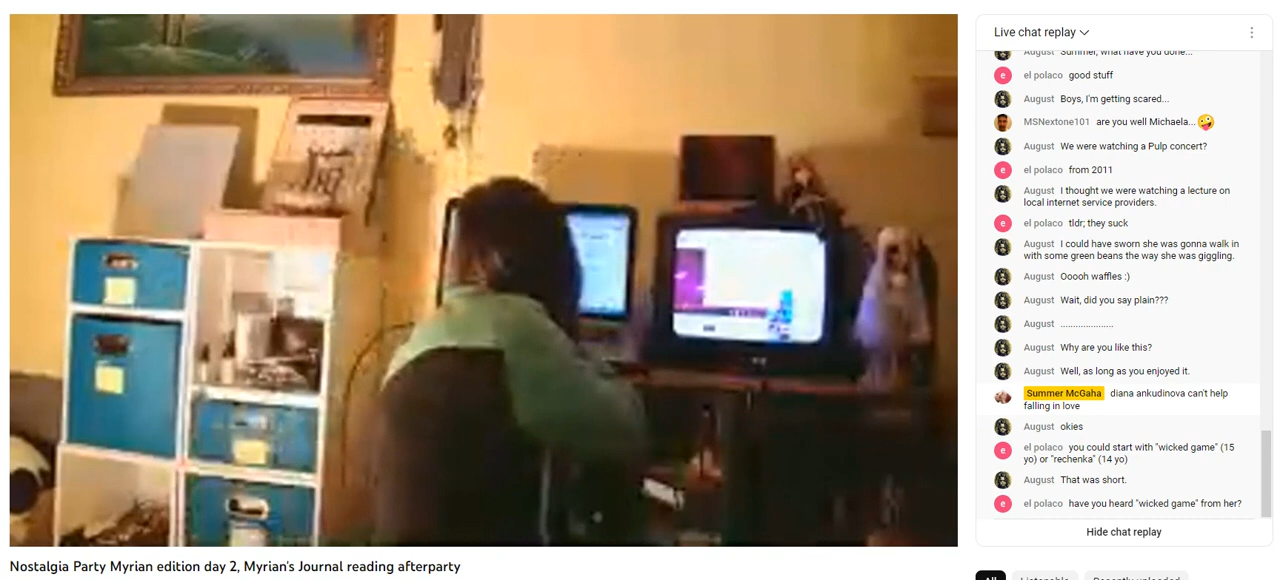 Live chat replay
August Summer, what have you done...
el polaco good stuff
August Boys, I'm getting scared...
MSNextone101 are you well Michaela...
August We were watching a Pulp concert?
el polaco from 2011
August I thought we were watching a lecture on
local internet service providers.
el polaco tldr; they suck
August I could have sworn she was gonna walk in
with some green beans the way she was giggling.
August Ooooh waffles :)
August Wait, did you say plain???
August .....................
August Why are you like this?
August Well, as long as you enjoyed it.
Summer McGaha diana ankudinova can't help
falling in love
August okies
el polaco you could start with "wicked game" (15
yo) or "rechenka" (14 yo)
August That was short.
el polaco have you heard "wicked game" from her?
Hide chat replay
Nostalgia Party Myrian edition day 2, Myrian's Journal reading afterparty
All Listenable Recently uploaded